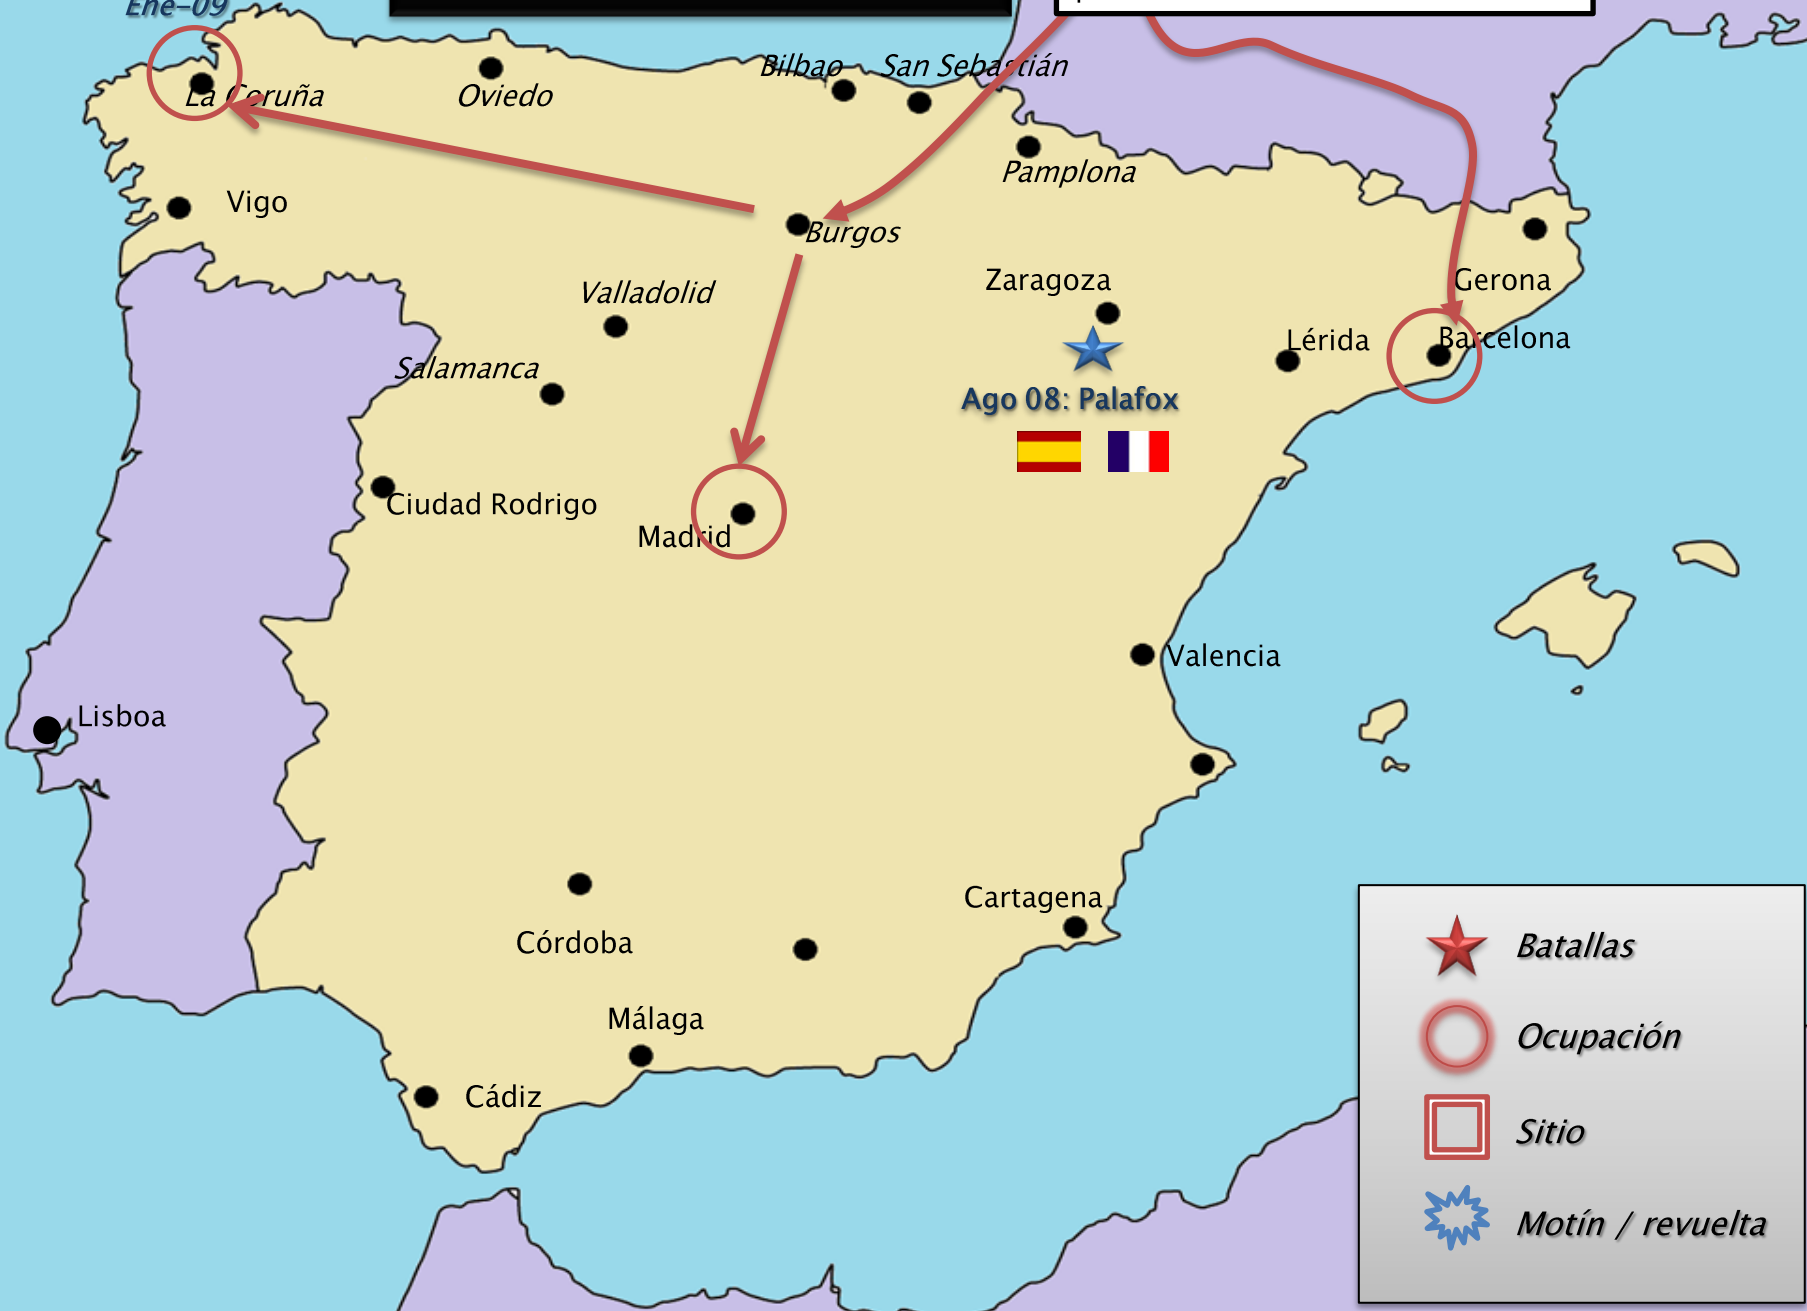 Ene-09
Bilbao
San Sebastián
La Coruña
Oviedo
Pamplona
Vigo
Burgos
Zaragoza
Gerona
Valladolid
Lérida
Barcelona
Salamanca
Ago 08: Palafox
Ciudad Rodrigo
Madrid
Valencia
Lisboa
Cartagena
Córdoba
Málaga
Cádiz
Batallas
Ocupación
Sitio
Motín / revuelta